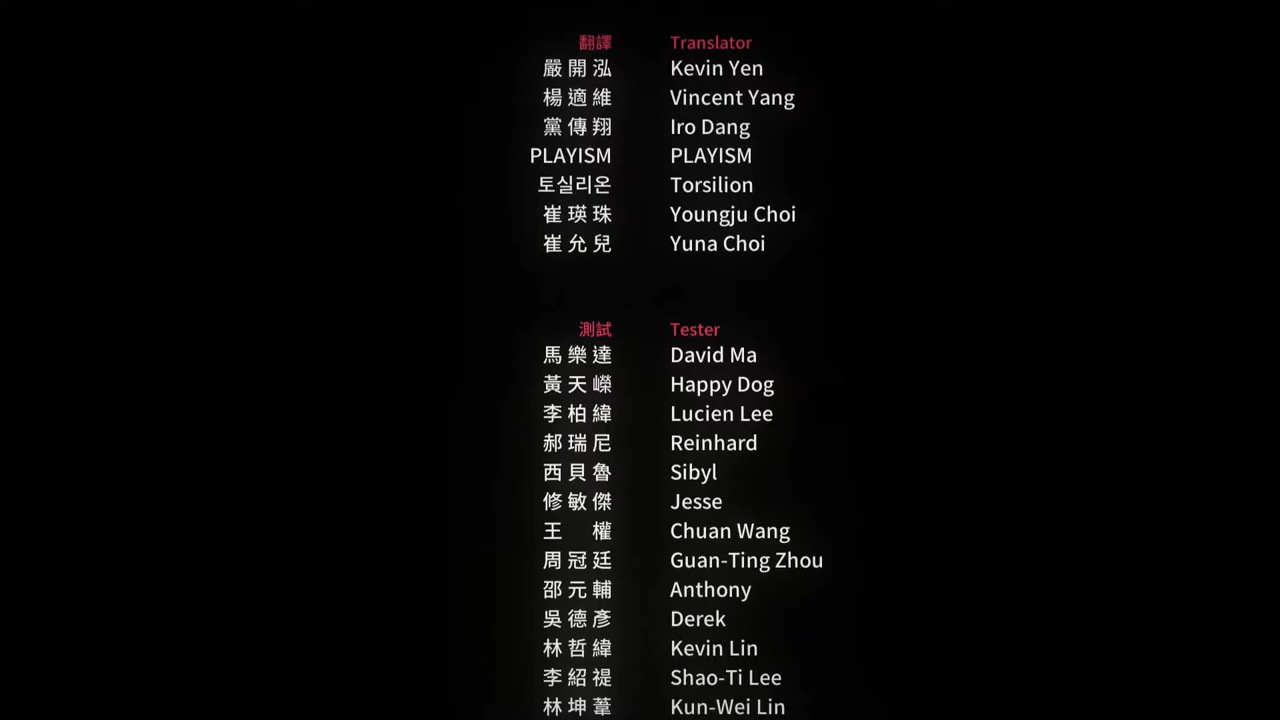 翻譯 Translator
嚴開泓 Kevin Yen
楊適維 Vincent Yang
黨傳翔 Iro Dang
PLAYISM PLAYISM
토실리온 Torsilion
崔瑛珠 Youngju Choi
崔允兒 Yuna Choi
測試 Tester
馬樂達 David Ma
黃天嶸 Happy Dog
李柏緯 Lucien Lee
郝瑞尼 Reinhard
西貝魯 Sibyl
修敏傑 Jesse
王權 Chuan Wang
周冠廷 Guan-Ting Zhou
邵元輔 Anthony
吳德彥 Derek
林哲緯 Kevin Lin
李紹禔 Shao-Ti Lee
林坤葦 Kun-Wei Lin